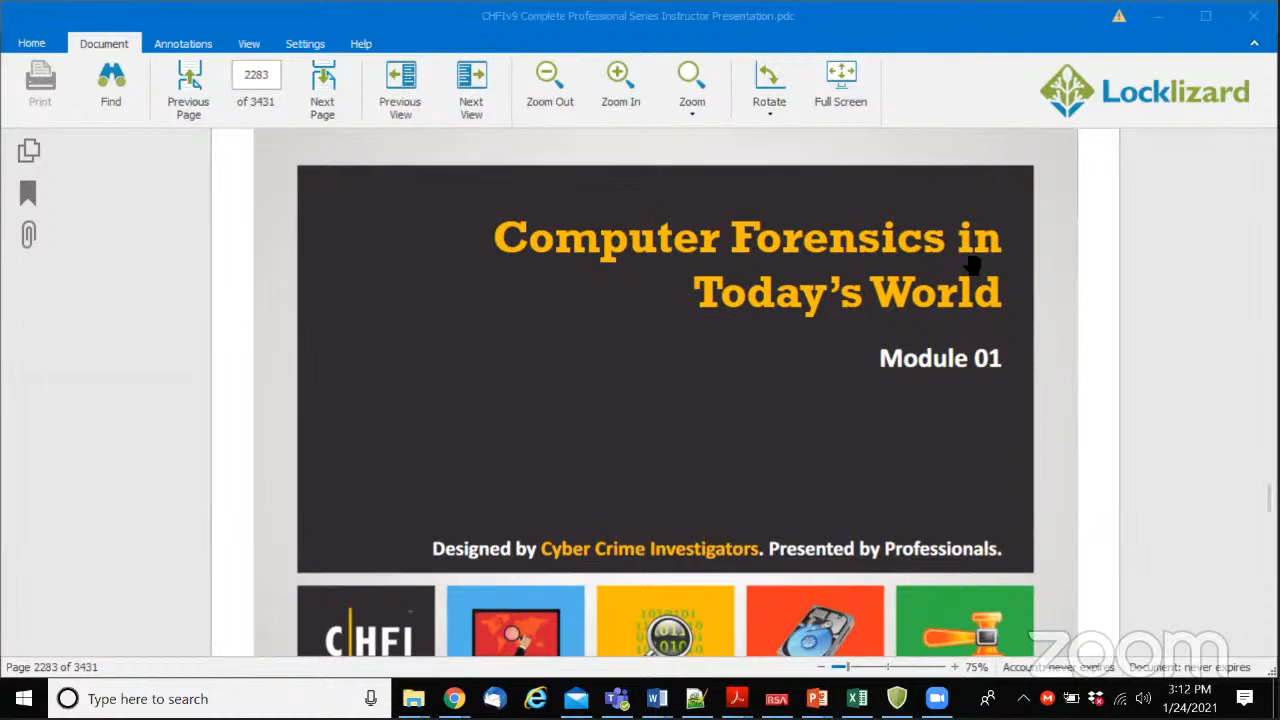 CHFIv9 Complete Professional Series Instructor Presentation.pdc
Home Document Annotations View Settings Help
Print
Find
Previous Page
2283
of 3431
Next Page
Previous View
Next View
Zoom Out
Zoom In
Zoom
Rotate
Full Screen
Locklizard
Computer Forensics in
Today's World
Module 01
Designed by Cyber Crime Investigators. Presented by Professionals.
CHFI
010101
010
zoom
Page 2283 of 3431
75%
Account: never expires
Document: never expires
Type here to search
RSA
3:12 PM
1/24/2021